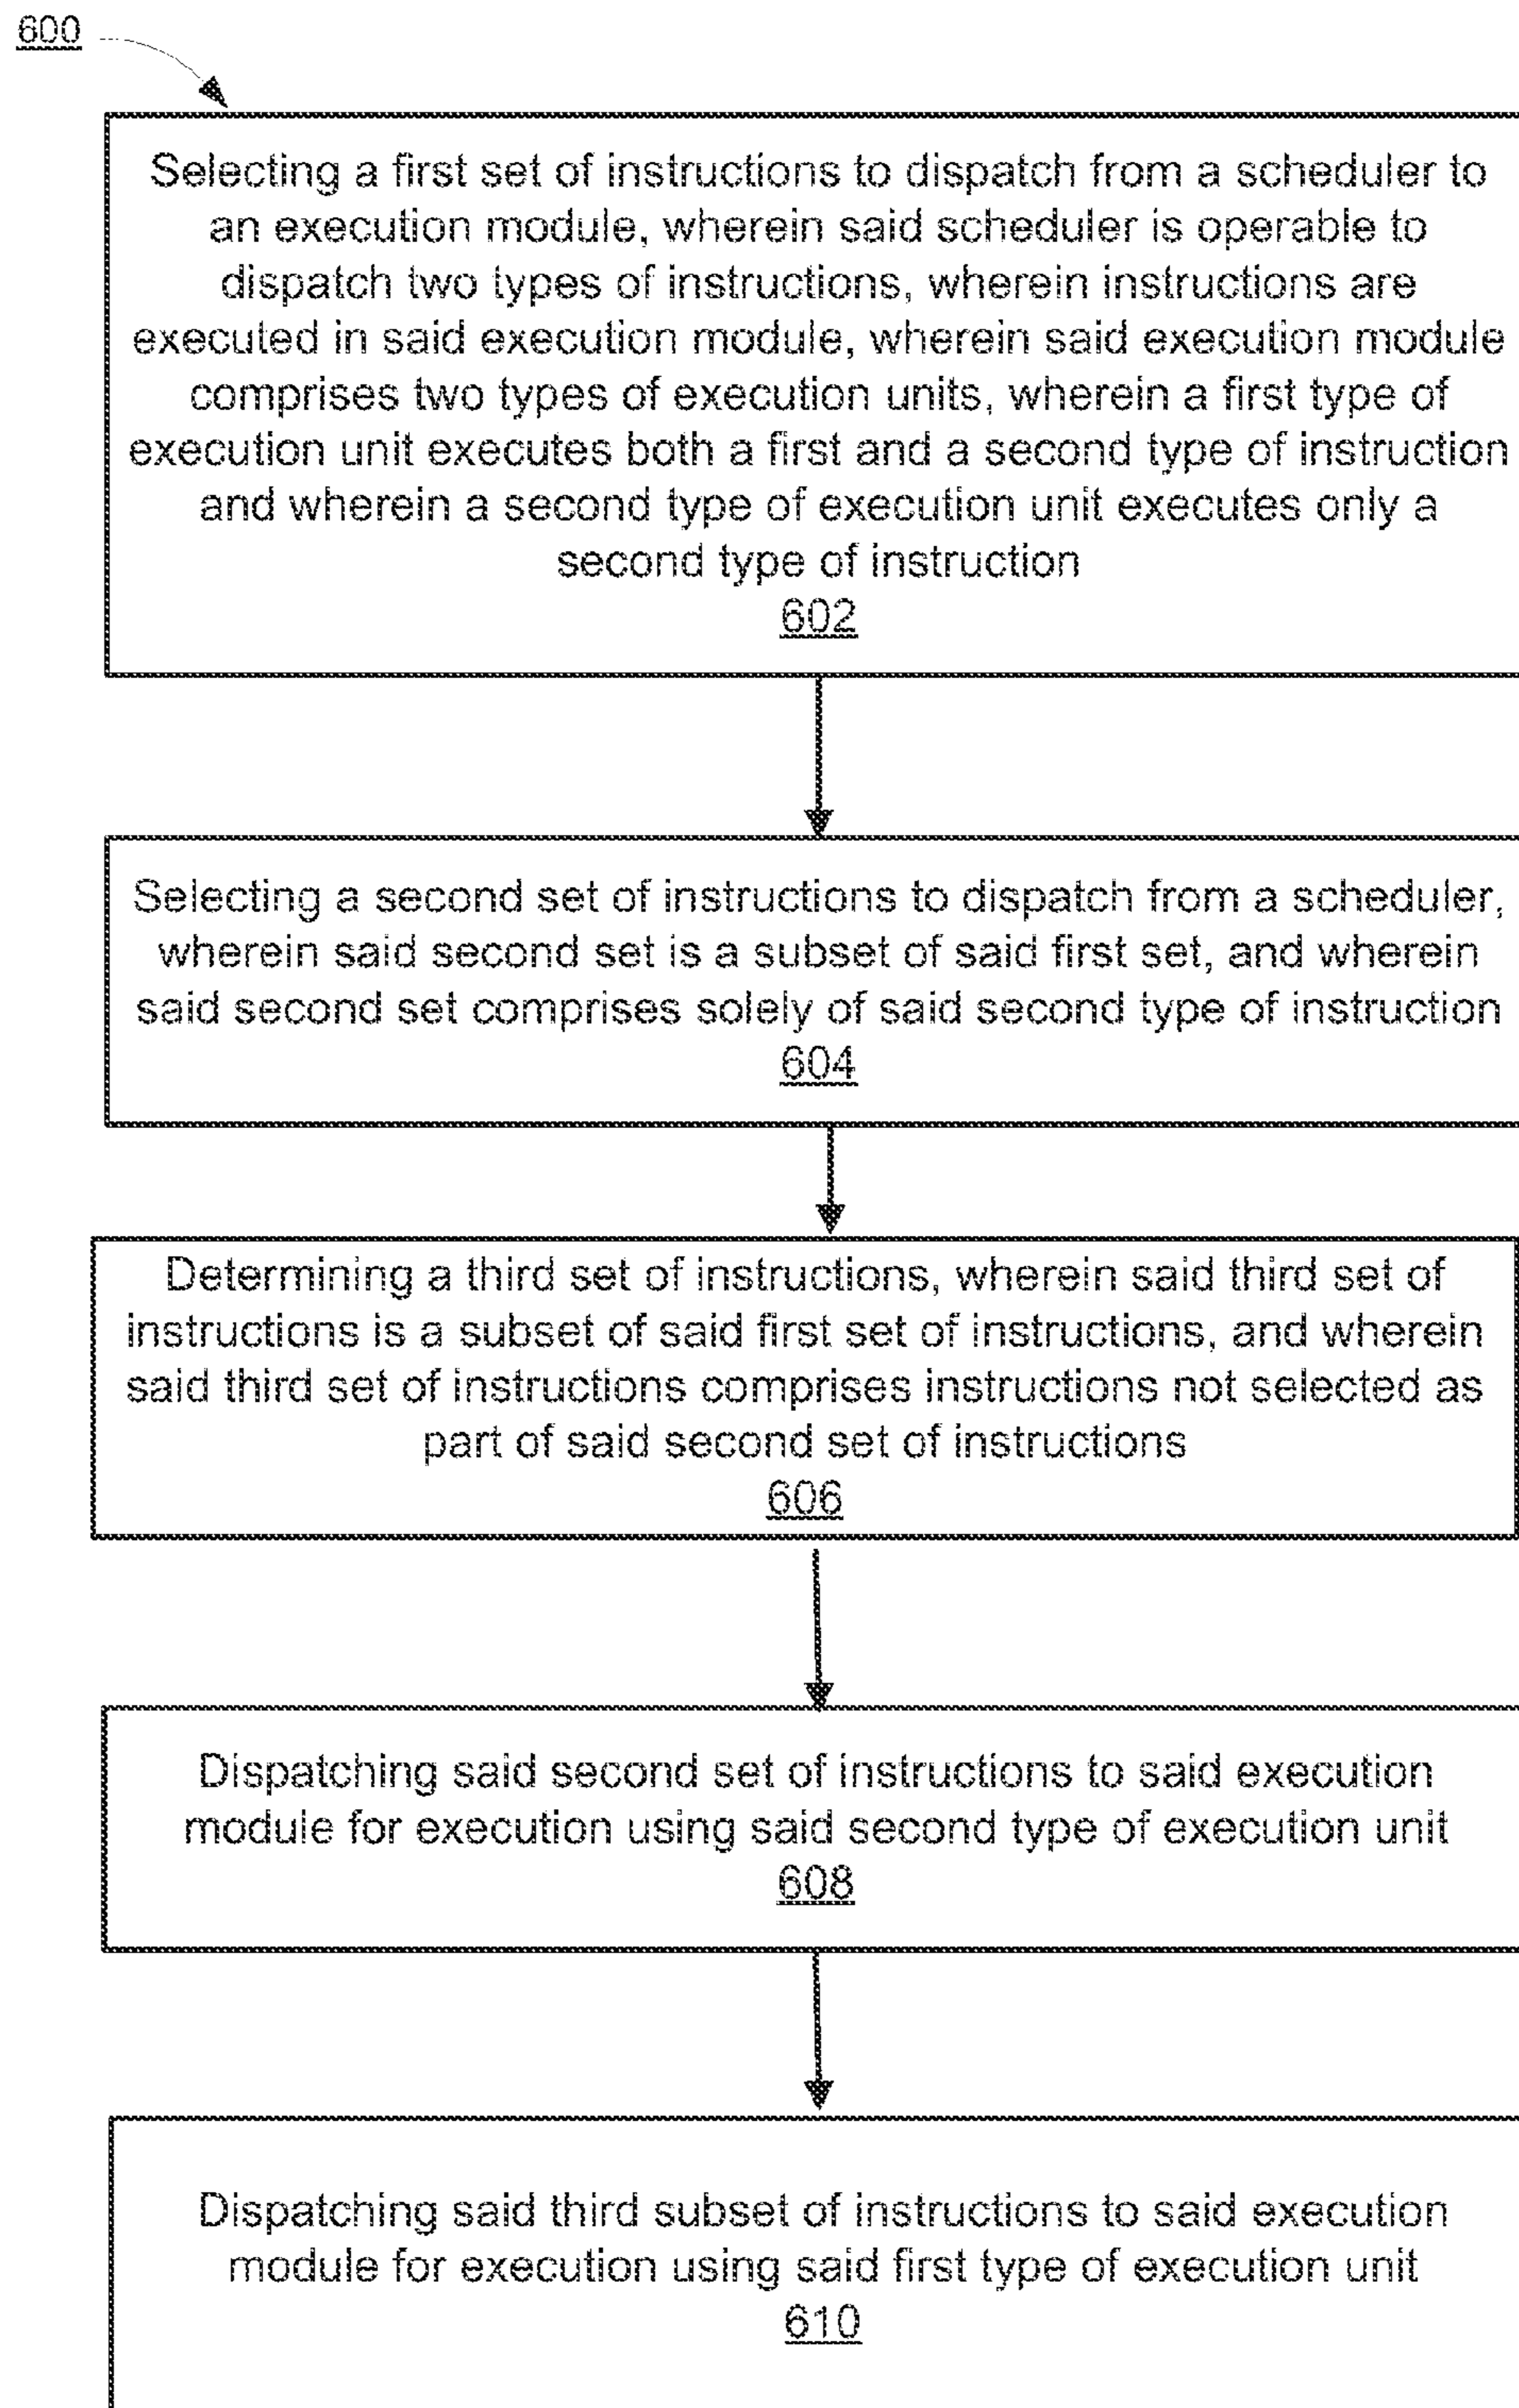 600
Selecting a first set of instructions to dispatch from a scheduler to
an execution module, wherein said scheduler is operable to
dispatch two types of instructions, wherein instructions are
executed in said execution module, wherein said execution module
comprises two types of execution units, wherein a first type of
execution unit executes both a first and a second type of instruction
and wherein a second type of execution unit executes only a
second type of instruction
602
Selecting a second set of instructions to dispatch from a scheduler,
wherein said second set is a subset of said first set, and wherein
said second set comprises solely of said second type of instruction
604
Determining a third set of instructions, wherein said third set of
instructions is a subset of said first set of instructions, and wherein
said third set of instructions comprises instructions not selected as
part of said second set of instructions
606
Dispatching said second set of instructions to said execution
module for execution using said second type of execution unit
608
Dispatching said third subset of instructions to said execution
module for execution using said first type of execution unit
610